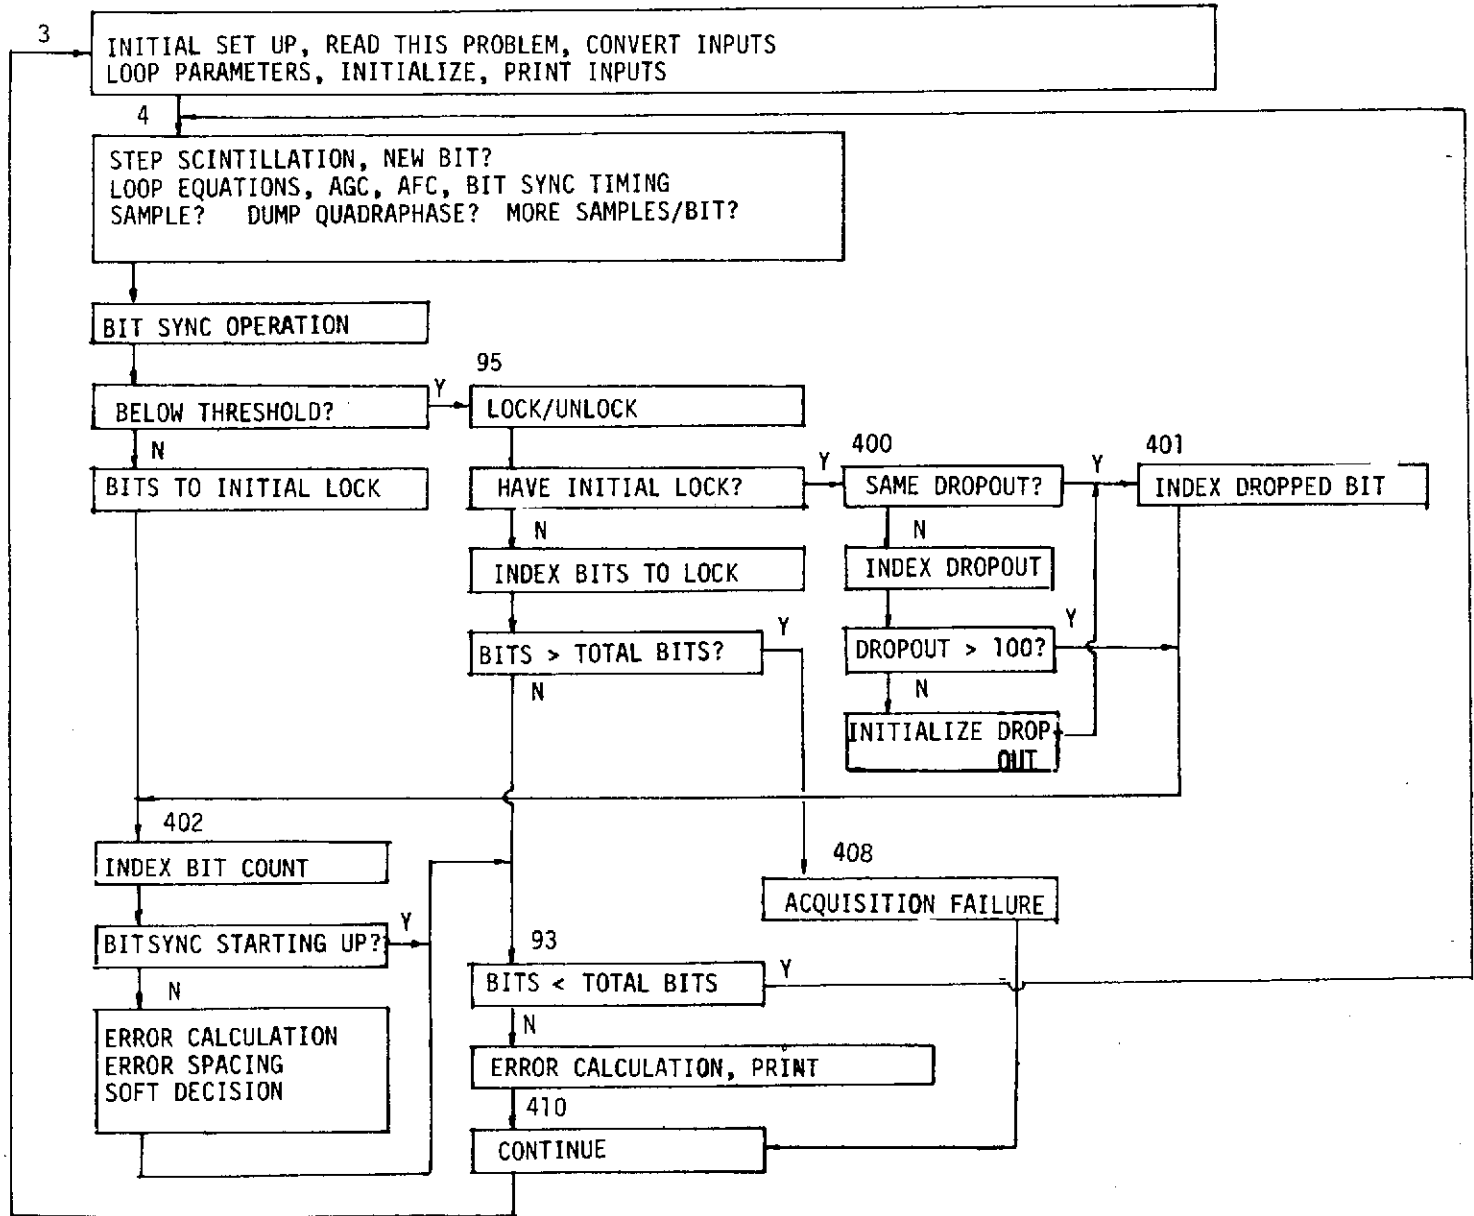 3
INITIAL SET UP, READ THIS PROBLEM, CONVERT INPUTS
LOOP PARAMETERS, INITIALIZE, PRINT INPUTS
4
STEP SCINTILLATION, NEW BIT?
LOOP EQUATIONS, AGC, AFC, BIT SYNC TIMING
SAMPLE? DUMP QUADRAPHASE? MORE SAMPLES/BIT?
BIT SYNC OPERATION
BELOW THRESHOLD?
Y
95
LOCK/UNLOCK
N
BITS TO INITIAL LOCK
HAVE INITIAL LOCK?
Y
400
SAME DROPOUT?
Y
401
INDEX DROPPED BIT
N
INDEX BITS TO LOCK
N
INDEX DROPOUT
BITS > TOTAL BITS?
Y
DROPOUT > 100?
Y
N
N
INITIALIZE DROP
OUT
402
INDEX BIT COUNT
408
ACQUISITION FAILURE
BITSYNC STARTING UP?
Y
93
BITS < TOTAL BITS
Y
N
ERROR CALCULATION
ERROR SPACING
SOFT DECISION
N
ERROR CALCULATION, PRINT
410
CONTINUE